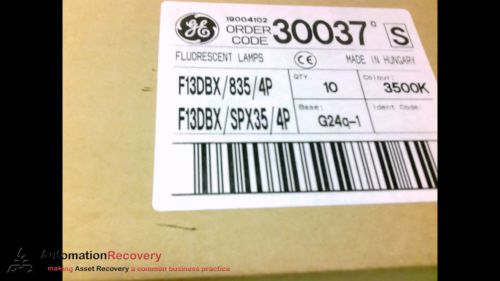 GE
19004102
ORDER CODE 30037° S
FLUORESCENT LAMPS CE MADE IN HUNGARY
F13DBX/835/4P QTY. 10 Colour: 3500K
F13DBX/SPX35/4P Base: G24q-1 Ident Code:
AutomationRecovery
making Asset Recovery a common business practice